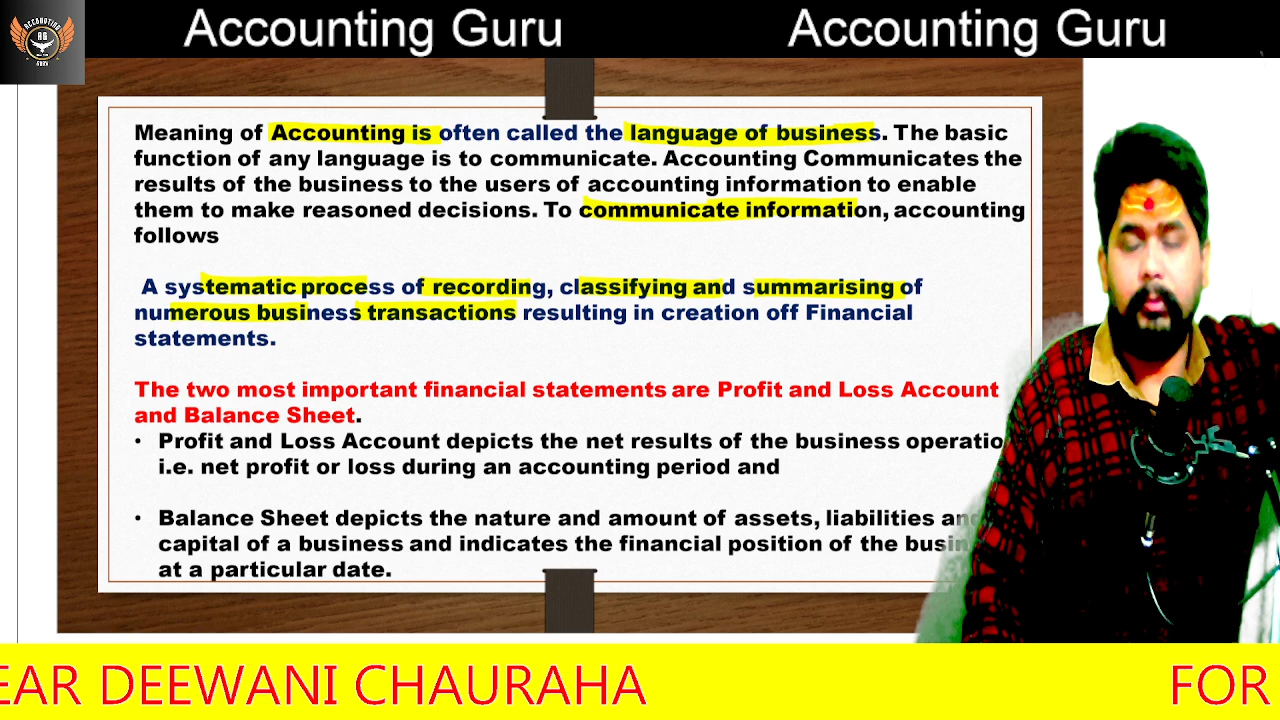 Accounting Guru Accounting Guru
ACCOUNTING
AG
GURU
Meaning of Accounting is often called the language of business. The basic
function of any language is to communicate. Accounting Communicates the
results of the business to the users of accounting information to enable
them to make reasoned decisions. To communicate information, accounting
follows
A systematic process of recording, classifying and summarising of
numerous business transactions resulting in creation off Financial
statements.
The two most important financial statements are Profit and Loss Account
and Balance Sheet.
• Profit and Loss Account depicts the net results of the business operatio
i.e. net profit or loss during an accounting period and
• Balance Sheet depicts the nature and amount of assets, liabilities and
capital of a business and indicates the financial position of the busin
at a particular date.
EAR DEEWANI CHAURAHA FOR